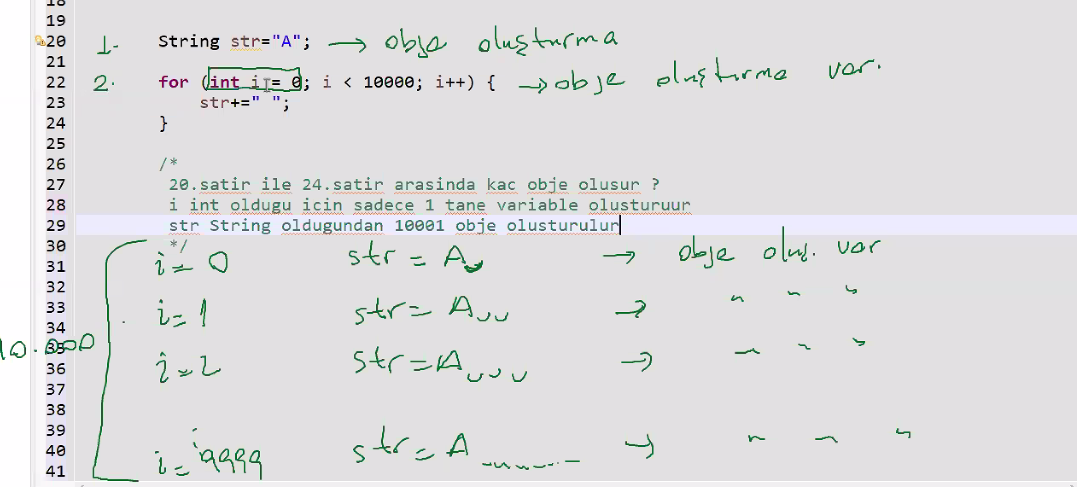 18
19
20 1- String str="A"; → obje oluşturma
21
22 2. for (int i = 0; i < 10000; i++) { → obje oluşturma var.
23 str+=" ";
24 }
25
26 /*
27 20.satir ile 24.satir arasinda kac obje olusur ?
28 i int oldugu icin sadece 1 tane variable olusturuur
29 str String oldugundan 10001 obje olusturulur
30 */
31 i=0 str = A⌣ → obje oluş. var
32
33 i=1 str= A⌣⌣ → " " "
34
35 10.000
36 i=2 str=A⌣⌣⌣ → " " "
37
38
39
40 i=9999 str=A ⌣⌣⌣⌣⌣ → " " "
41